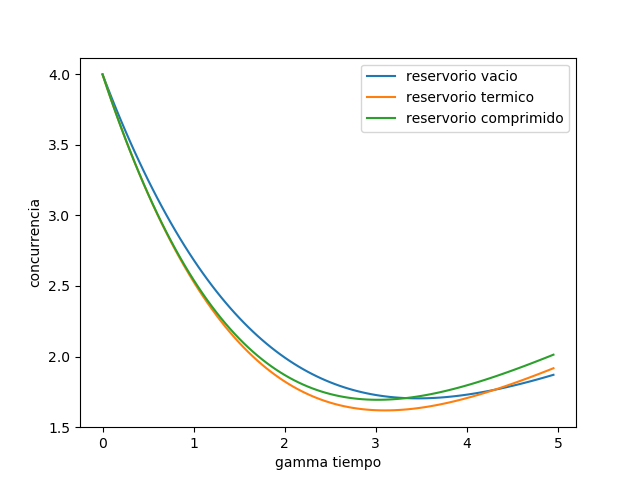 4.0
3.5
3.0
2.5
2.0
1.5
concurrencia
0
1
2
3
4
5
gamma tiempo
reservorio vacio
reservorio termico
reservorio comprimido